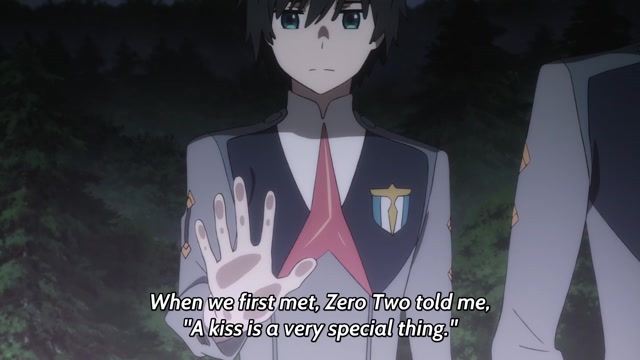 When we first met, Zero Two told me,
"A kiss is a very special thing."